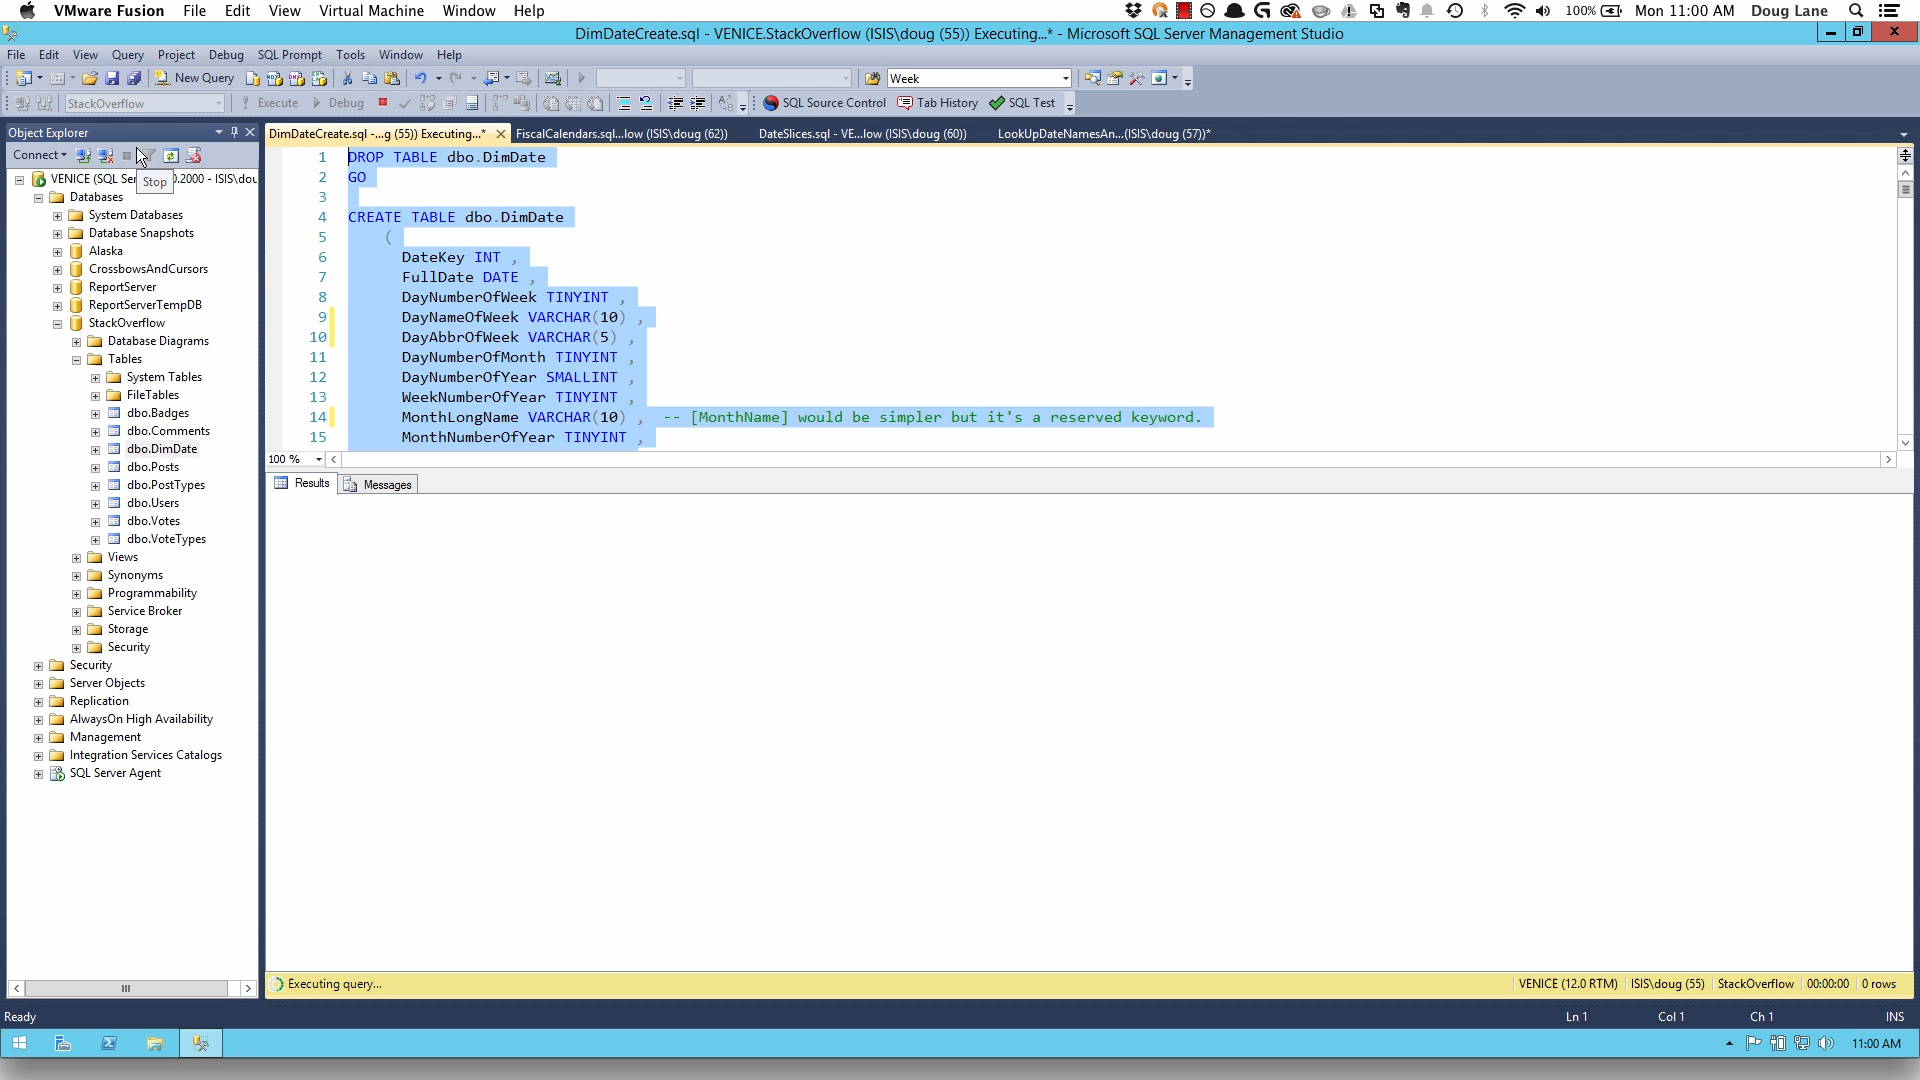 VMware Fusion File Edit View Virtual Machine Window Help 100% Mon 11:00 AM Doug Lane
DimDateCreate.sql - VENICE.StackOverflow (ISIS\doug (55)) Executing...* - Microsoft SQL Server Management Studio
File Edit View Query Project Debug SQL Prompt Tools Window Help
New Query Week
StackOverflow Execute Debug SQL Source Control Tab History SQL Test
Object Explorer
DimDateCreate.sql -...g (55)) Executing...* FiscalCalendars.sql...low (ISIS\doug (62)) DateSlices.sql - VE...low (ISIS\doug (60)) LookUpDateNamesAn...(ISIS\doug (57))*
Connect
Stop
VENICE (SQL Ser 0.2000 - ISIS\dou
Databases
System Databases
Database Snapshots
Alaska
CrossbowsAndCursors
ReportServer
ReportServerTempDB
StackOverflow
Database Diagrams
Tables
System Tables
FileTables
dbo.Badges
dbo.Comments
dbo.DimDate
dbo.Posts
dbo.PostTypes
dbo.Users
dbo.Votes
dbo.VoteTypes
Views
Synonyms
Programmability
Service Broker
Storage
Security
Security
Server Objects
Replication
AlwaysOn High Availability
Management
Integration Services Catalogs
SQL Server Agent
1 DROP TABLE dbo.DimDate
2 GO
3
4 CREATE TABLE dbo.DimDate
5 (
6 DateKey INT ,
7 FullDate DATE ,
8 DayNumberOfWeek TINYINT ,
9 DayNameOfWeek VARCHAR(10) ,
10 DayAbbrOfWeek VARCHAR(5) ,
11 DayNumberOfMonth TINYINT ,
12 DayNumberOfYear SMALLINT ,
13 WeekNumberOfYear TINYINT ,
14 MonthLongName VARCHAR(10) , -- [MonthName] would be simpler but it's a reserved keyword.
15 MonthNumberOfYear TINYINT ,
100 %
Results Messages
Executing query... VENICE (12.0 RTM) ISIS\doug (55) StackOverflow 00:00:00 0 rows
Ready Ln 1 Col 1 Ch 1 INS
11:00 AM